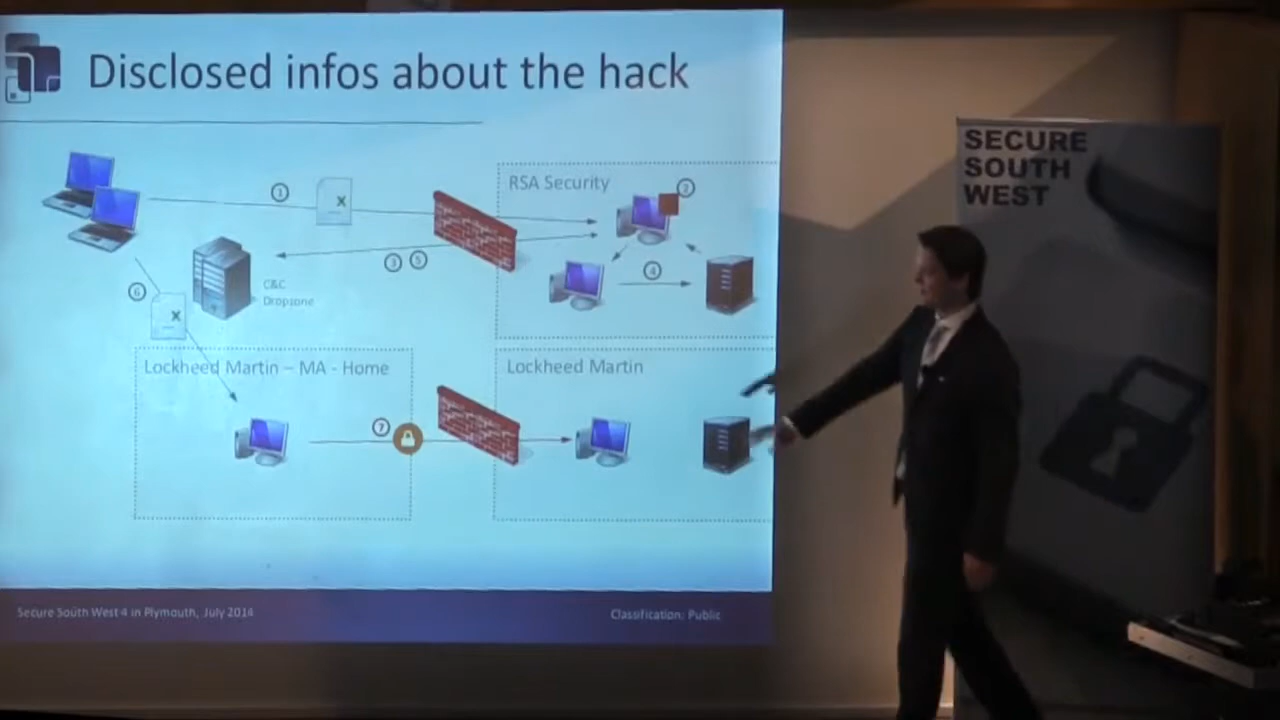 Disclosed infos about the hack
SECURE
SOUTH
WEST
1
X
RSA Security
2
3 5
4
C&C
Dropzone
6
X
Lockheed Martin – MA - Home
Lockheed Martin
7
Secure South West 4 in Plymouth, July 2014
Classification: Public